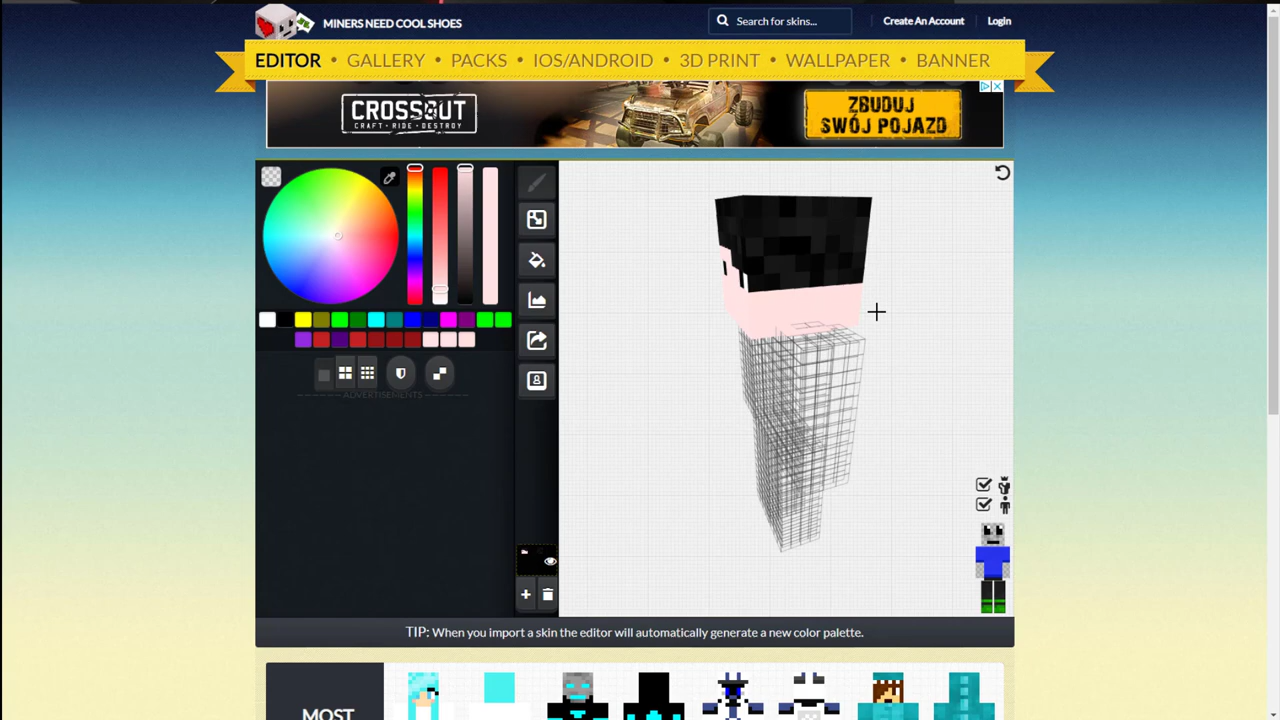 MINERS NEED COOL SHOES
Search for skins...
Create An Account
Login
EDITOR • GALLERY • PACKS • IOS/ANDROID • 3D PRINT • WALLPAPER • BANNER
CROSSOUT
CRAFT • RIDE • DESTROY
ZBUDUJ
SWÓJ POJAZD
ADVERTISEMENTS
TIP: When you import a skin the editor will automatically generate a new color palette.
MOST